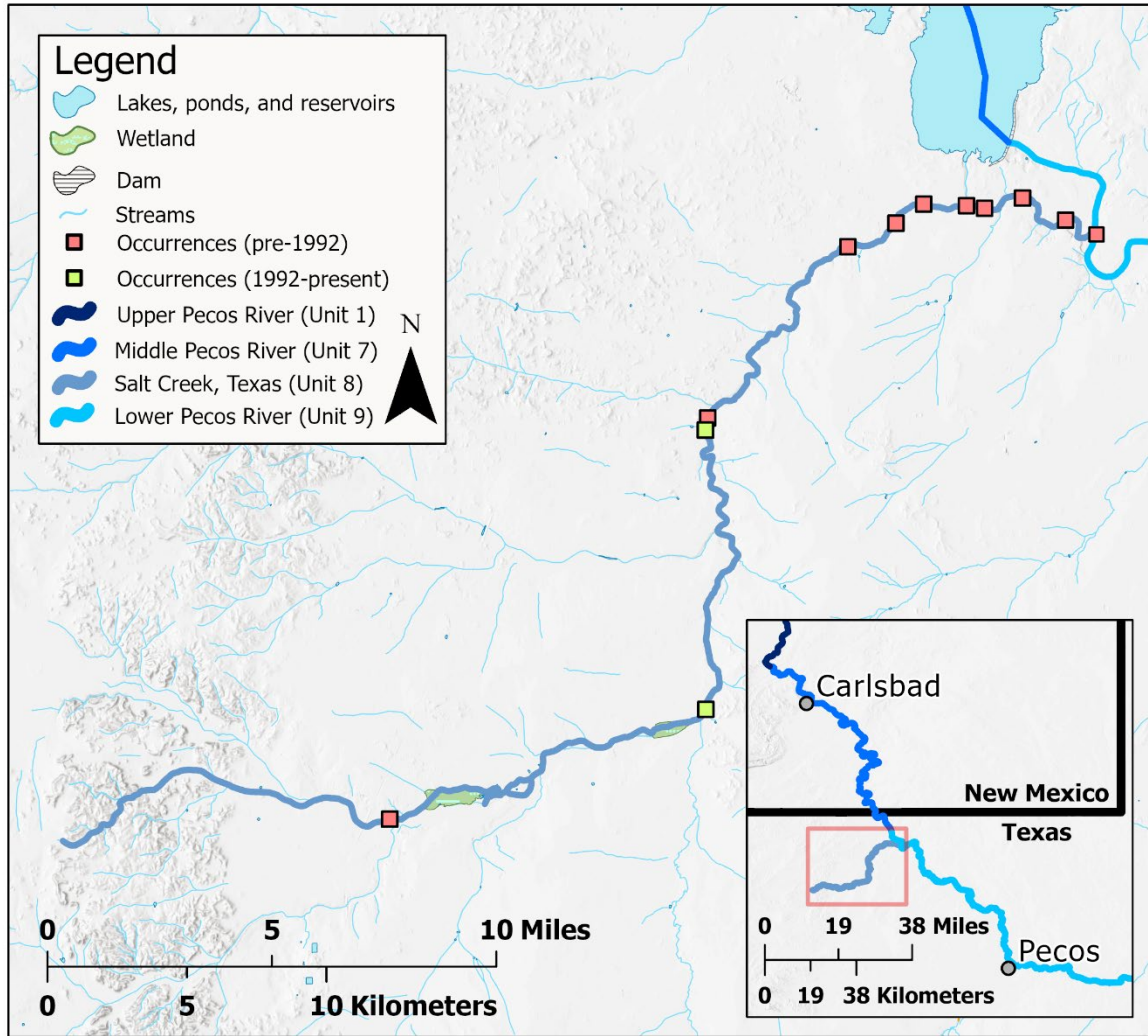 Legend
Lakes, ponds, and reservoirs
Wetland
Dam
Streams
Occurrences (pre-1992)
Occurrences (1992-present)
Upper Pecos River (Unit 1)
Middle Pecos River (Unit 7)
Salt Creek, Texas (Unit 8)
Lower Pecos River (Unit 9)
N
0 5 10 Miles
0 5 10 Kilometers
Carlsbad
New Mexico
Texas
0 19 38 Miles
Pecos
0 19 38 Kilometers